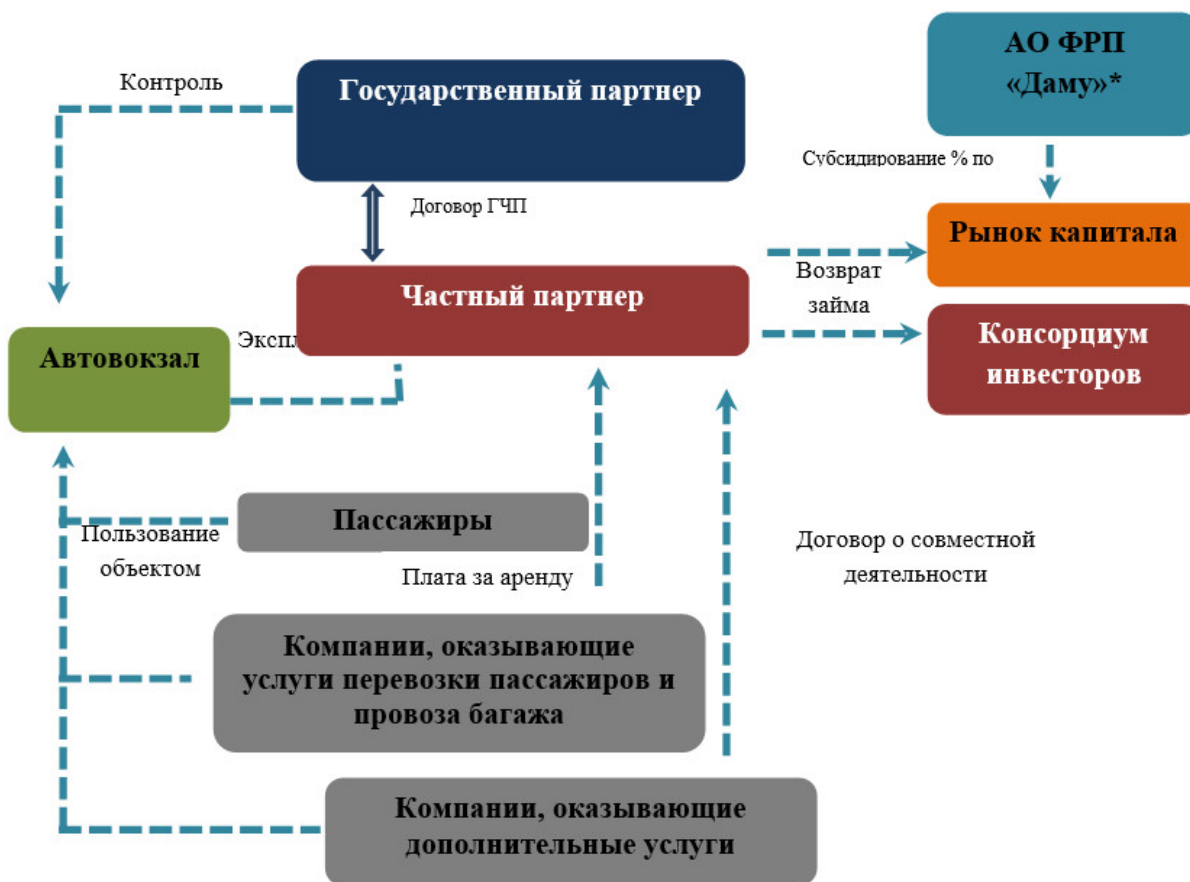 АО ФРП
«Даму»*
Контроль
Государственный партнер
Субсидирование % по
Договор ГЧП
Рынок капитала
Частный партнер
Возврат
займа
Автовокзал
Консорциум
инвесторов
Пассажиры
Пользование
объектом
Плата за аренду
Договор о совместной
деятельности
Компании, оказывающие
услуги перевозки пассажиров и
провоза багажа
Компании, оказывающие
дополнительные услуги